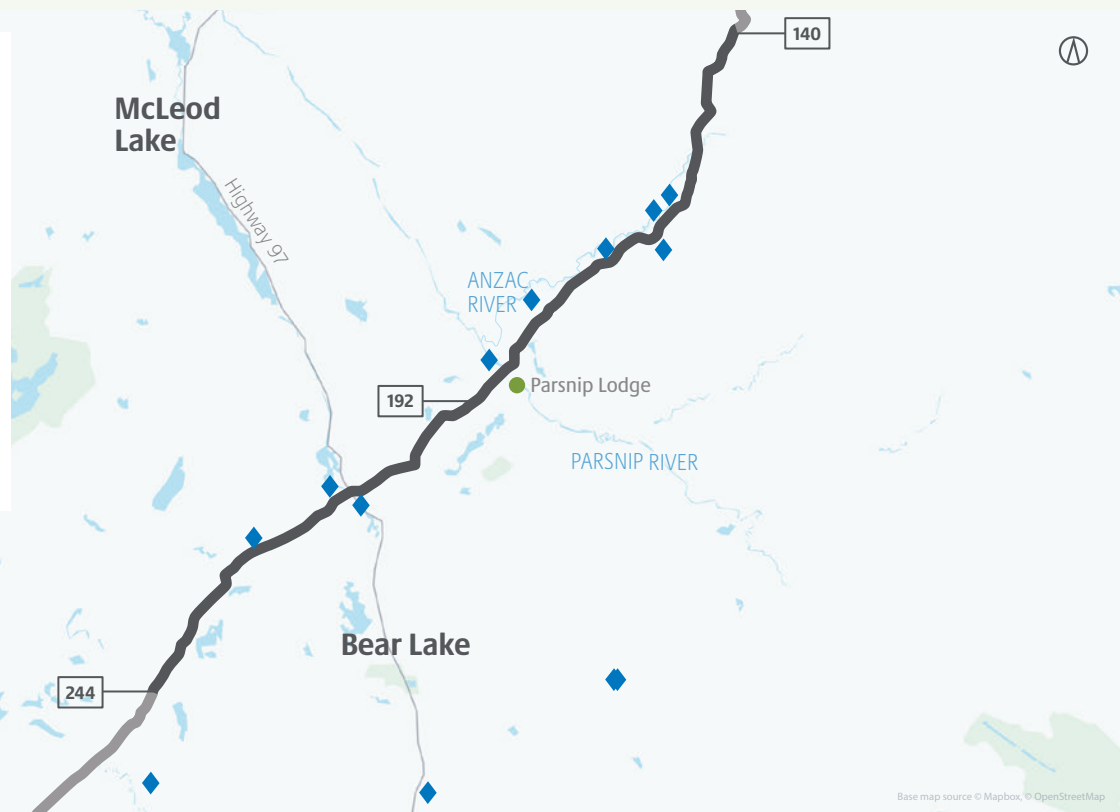 140
McLeod
Lake
Highway 97
ANZAC
RIVER
Parsnip Lodge
192
PARSNIP RIVER
Bear Lake
244
Base map source © Mapbox, © OpenStreetMap